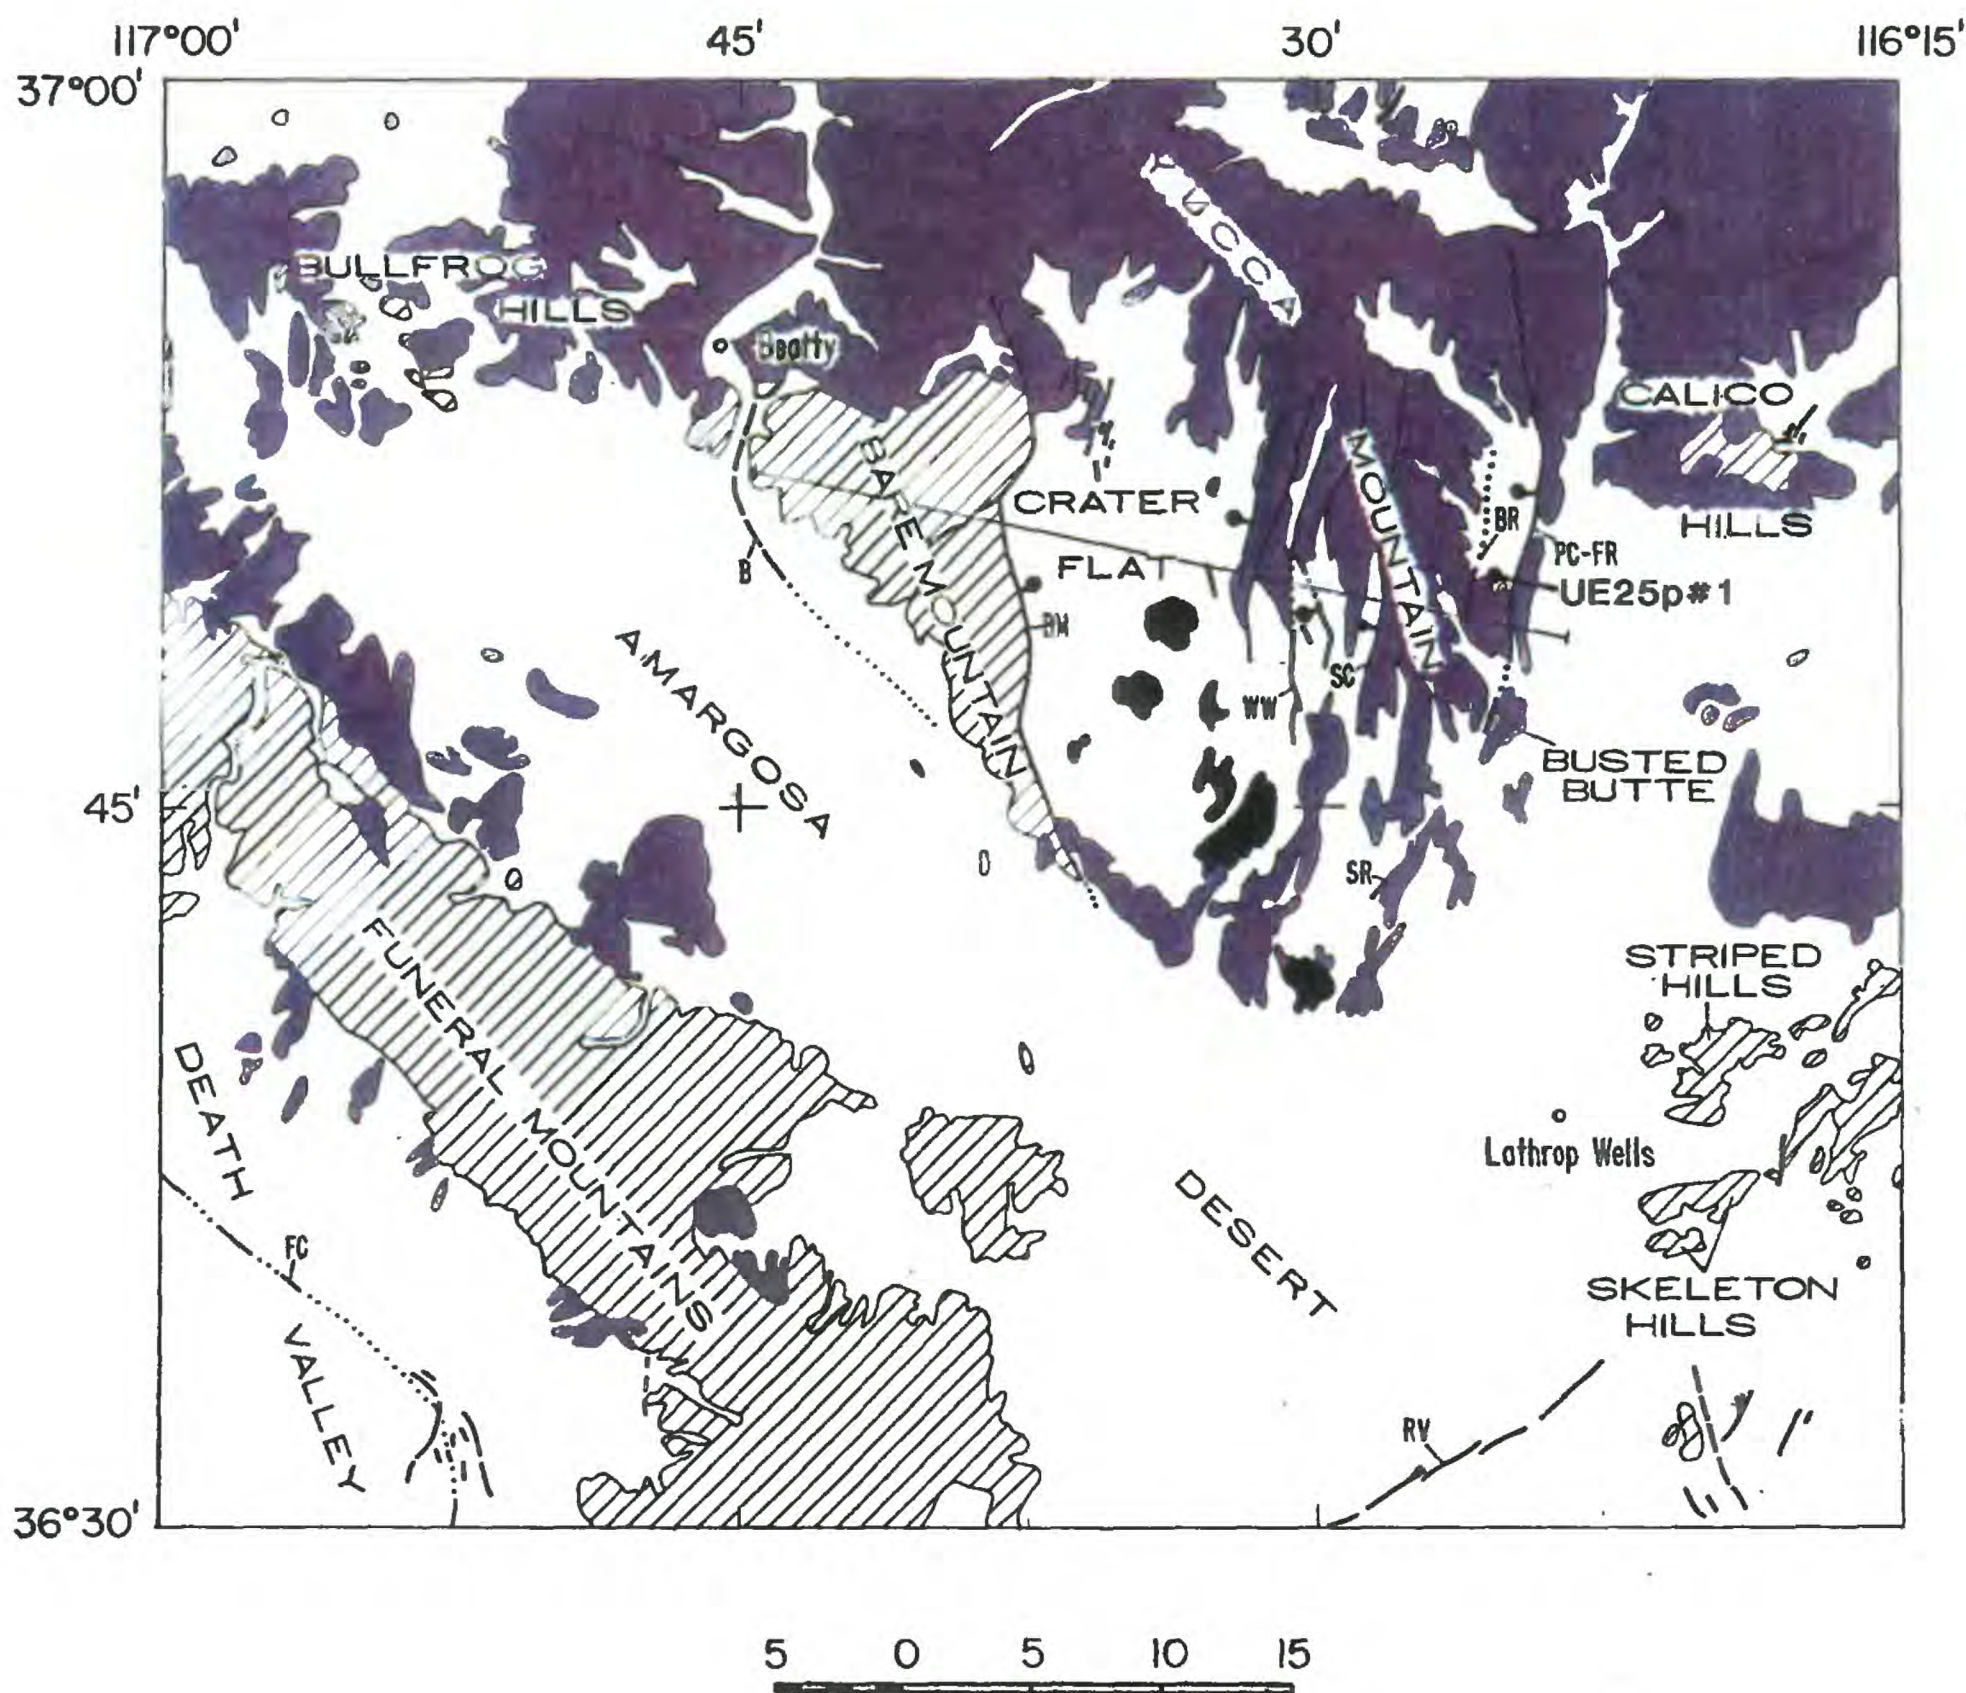 117°00' 45' 30' 116°15'
37°00'
YUCCA
BULLFROG
HILLS
Beatty
CALICO
HILLS
BARE MOUNTAIN
CRATER
FLAT
MOUNTAIN
BR
PC-FR
UE25p#1
B
BM
AMARGOSA
SC
WW
BUSTED
BUTTE
45'
SR
FUNERAL MOUNTAINS
STRIPED
HILLS
DEATH
VALLEY
Lathrop Wells
DESERT
FC
SKELETON
HILLS
RV
36°30'
5 0 5 10 15